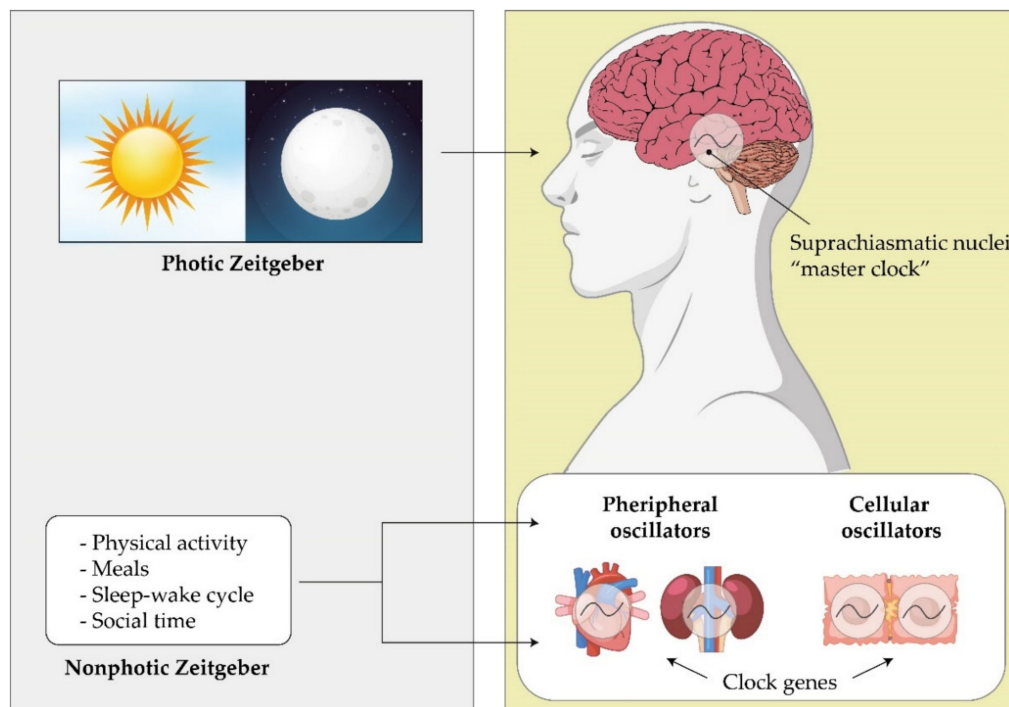 Photic Zeitgeber
Suprachiasmatic nuclei
“master clock”
- Physical activity
- Meals
- Sleep-wake cycle
- Social time
Nonphotic Zeitgeber
Pheripheral
oscillators
Cellular
oscillators
Clock genes